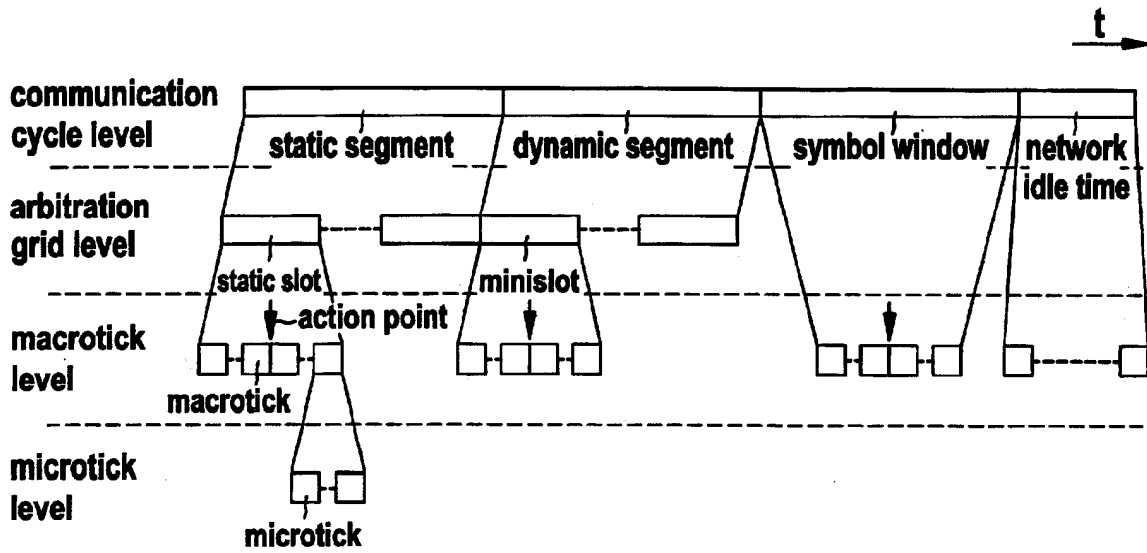 t
communication
cycle level
static segment
dynamic segment
symbol window
network
idle time
arbitration
grid level
static slot
minislot
action point
macrotick
level
macrotick
microtick
level
microtick